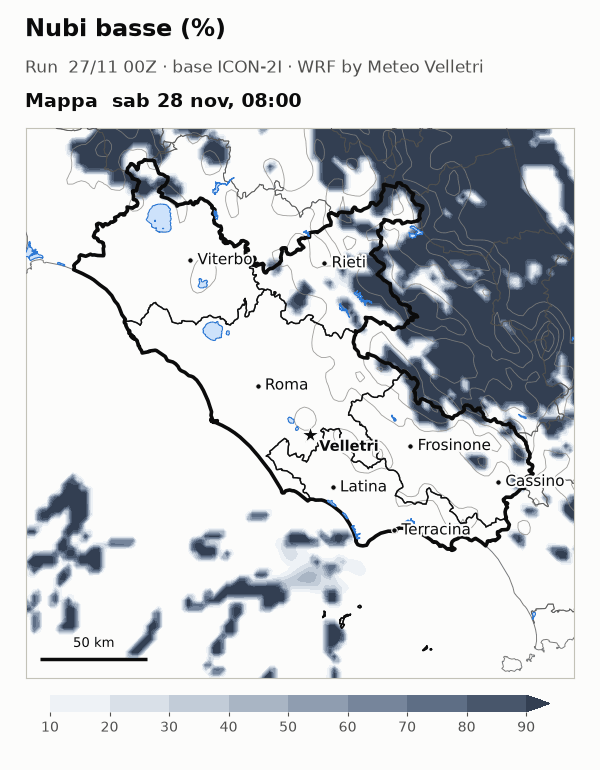 Nubi basse (%)
Run  27/11 00Z · base ICON-2I · WRF by Meteo Velletri
Mappa  sab 28 nov, 08:00
Viterbo
Rieti
Roma
Velletri
Frosinone
Cassino
Latina
Terracina
50 km
10 20 30 40 50 60 70 80 90